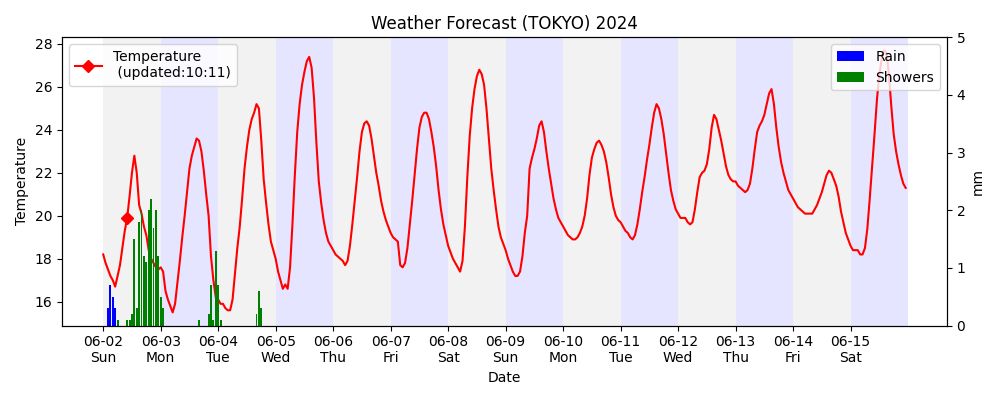 Weather Forecast (TOKYO) 2024
Temperature
(updated:10:11)
Rain
Showers
28
26
24
22
20
18
16
Temperature
5
4
3
2
1
0
mm
06-02 06-03 06-04 06-05 06-06 06-07 06-08 06-09 06-10 06-11 06-12 06-13 06-14 06-15
Sun Mon Tue Wed Thu Fri Sat Sun Mon Tue Wed Thu Fri Sat
Date